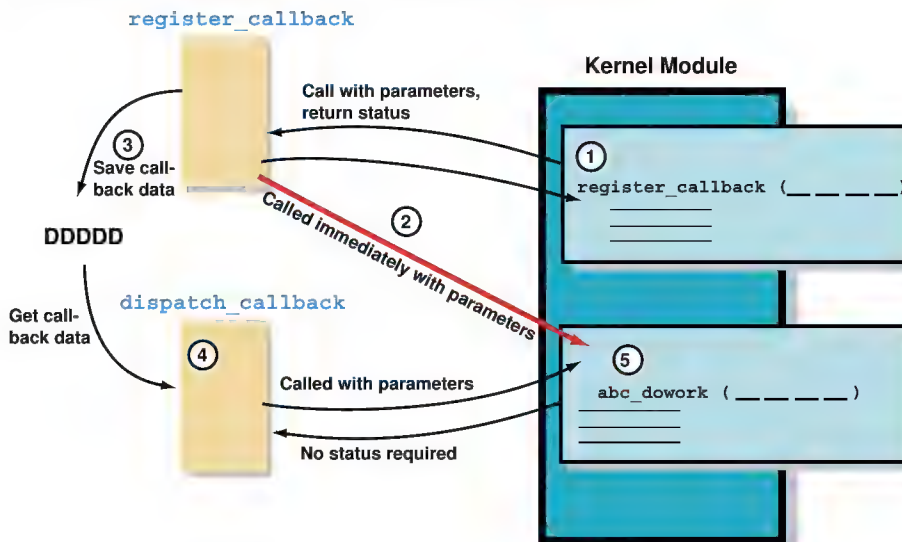 register_callback
Kernel Module
Call with parameters,
return status
1
3
Save call-
back data
register_callback (_ _ _ _)
2
Called immediately with parameters
DDDDD
dispatch_callback
Get call-
back data
4
5
Called with parameters
abc_dowork (_ _ _ _)
No status required